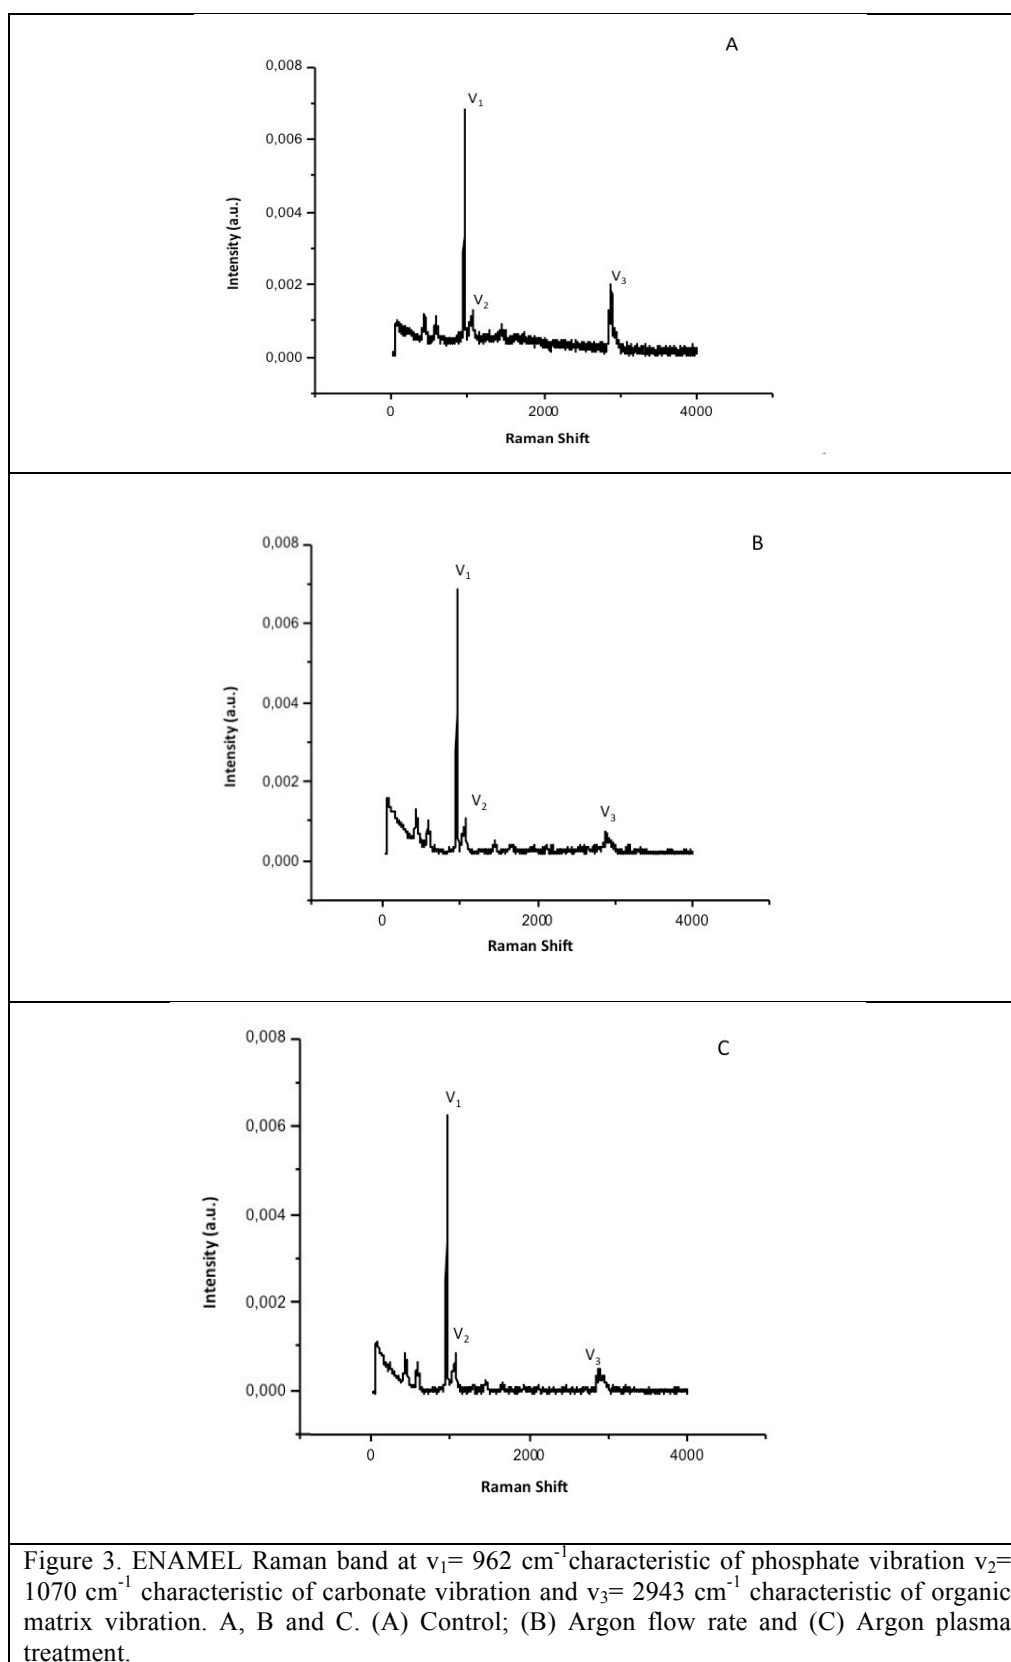 A
0,008
V1
0,006
0,004
Intensity (a.u.)
0,002
V3
V2
0,000
0 2000 4000
Raman Shift
B
0,008
V1
0,006
0,004
Intensity (a.u.)
0,002
V2
V3
0,000
0 2000 4000
Raman Shift
C
0,008
V1
0,006
0,004
Intensity (a.u.)
0,002
V2
V3
0,000
0 2000 4000
Raman Shift
Figure 3. ENAMEL Raman band at v₁= 962 cm⁻¹characteristic of phosphate vibration v₂=
1070 cm⁻¹ characteristic of carbonate vibration and v₃= 2943 cm⁻¹ characteristic of organic
matrix vibration. A, B and C. (A) Control; (B) Argon flow rate and (C) Argon plasma
treatment.